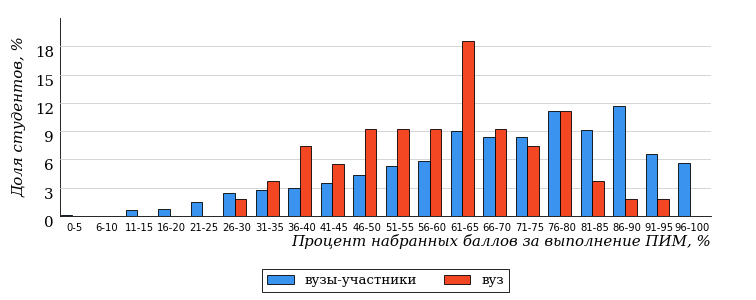 Доля студентов, %
18
15
12
9
6
3
0
0-5 6-10 11-15 16-20 21-25 26-30 31-35 36-40 41-45 46-50 51-55 56-60 61-65 66-70 71-75 76-80 81-85 86-90 91-95 96-100
Процент набранных баллов за выполнение ПИМ, %
вузы-участники вуз